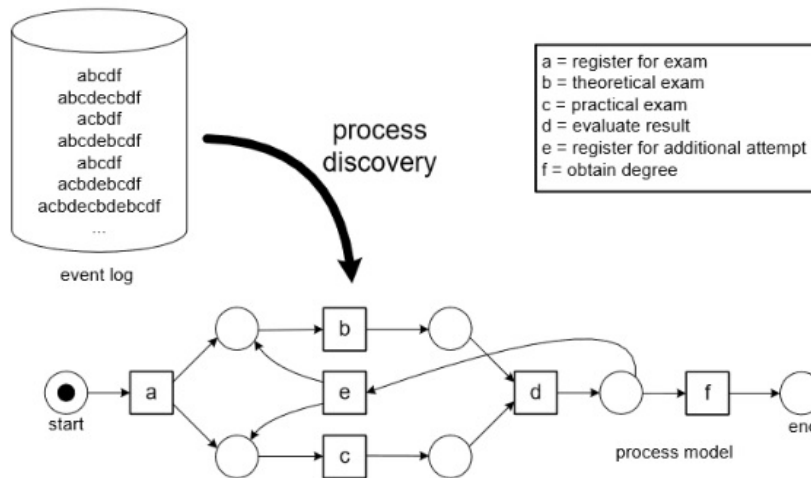 abcdf
abcdecbdf
acbdf
abcdebcdf
abcdf
acbdebcdf
acbdecbdebcdf
...
event log
process
discovery
a = register for exam
b = theoretical exam
c = practical exam
d = evaluate result
e = register for additional attempt
f = obtain degree
b
a
e
d
f
start
end
c
process model